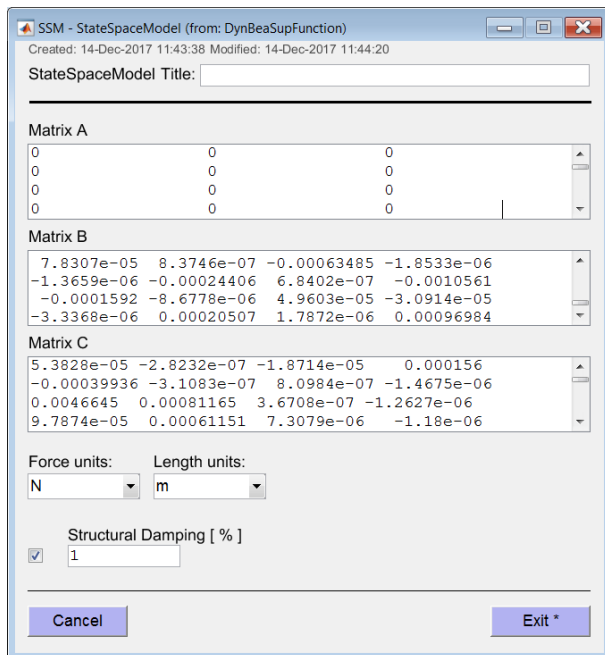 SSM - StateSpaceModel (from: DynBeaSupFunction)
Created: 14-Dec-2017 11:43:38 Modified: 14-Dec-2017 11:44:20
StateSpaceModel Title:
Matrix A
0 0 0
0 0 0
0 0 0
0 0 0
Matrix B
7.8307e-05 8.3746e-07 -0.00063485 -1.8533e-06
-1.3659e-06 -0.00024406 6.8402e-07 -0.0010561
-0.0001592 -8.6778e-06 4.9603e-05 -3.0914e-05
-3.3368e-06 0.00020507 1.7872e-06 0.00096984
Matrix C
5.3828e-05 -2.8232e-07 -1.8714e-05 0.000156
-0.00039936 -3.1083e-07 8.0984e-07 -1.4675e-06
0.0046645 0.00081165 3.6708e-07 -1.2627e-06
9.7874e-05 0.00061151 7.3079e-06 -1.18e-06
Force units: Length units:
N m
Structural Damping [ % ]
1
Cancel Exit *